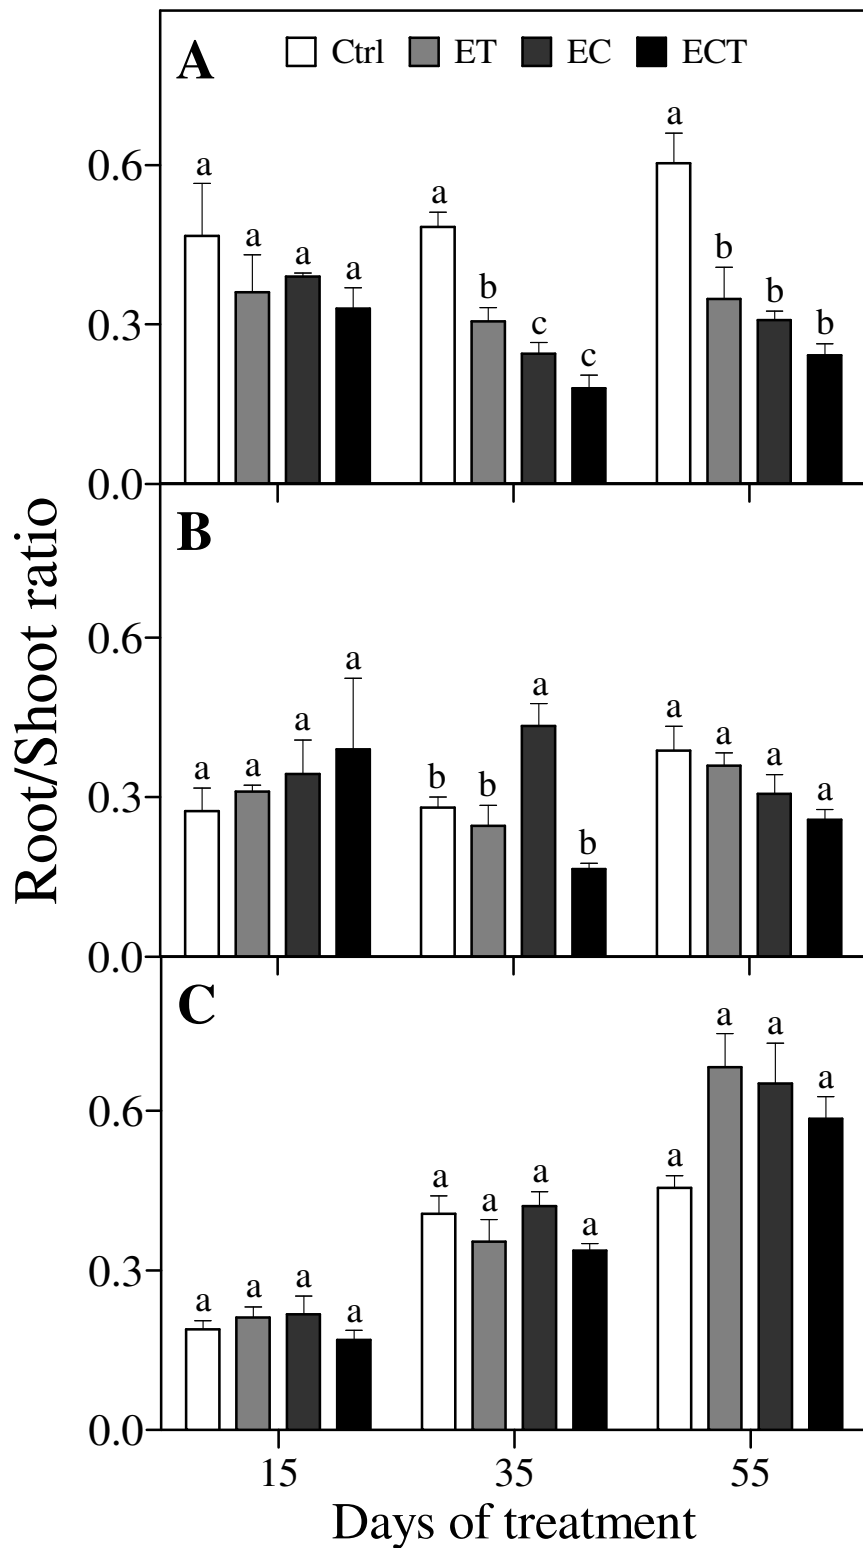 A Ctrl ET EC ECT
a a a a a b c c a b b b
0.6
0.3
0.0
B
a a a a b b a b a a a a
0.6
0.3
0.0
C
a a a a a a a a a a a a
0.6
0.3
0.0
15 35 55
Days of treatment
Root/Shoot ratio